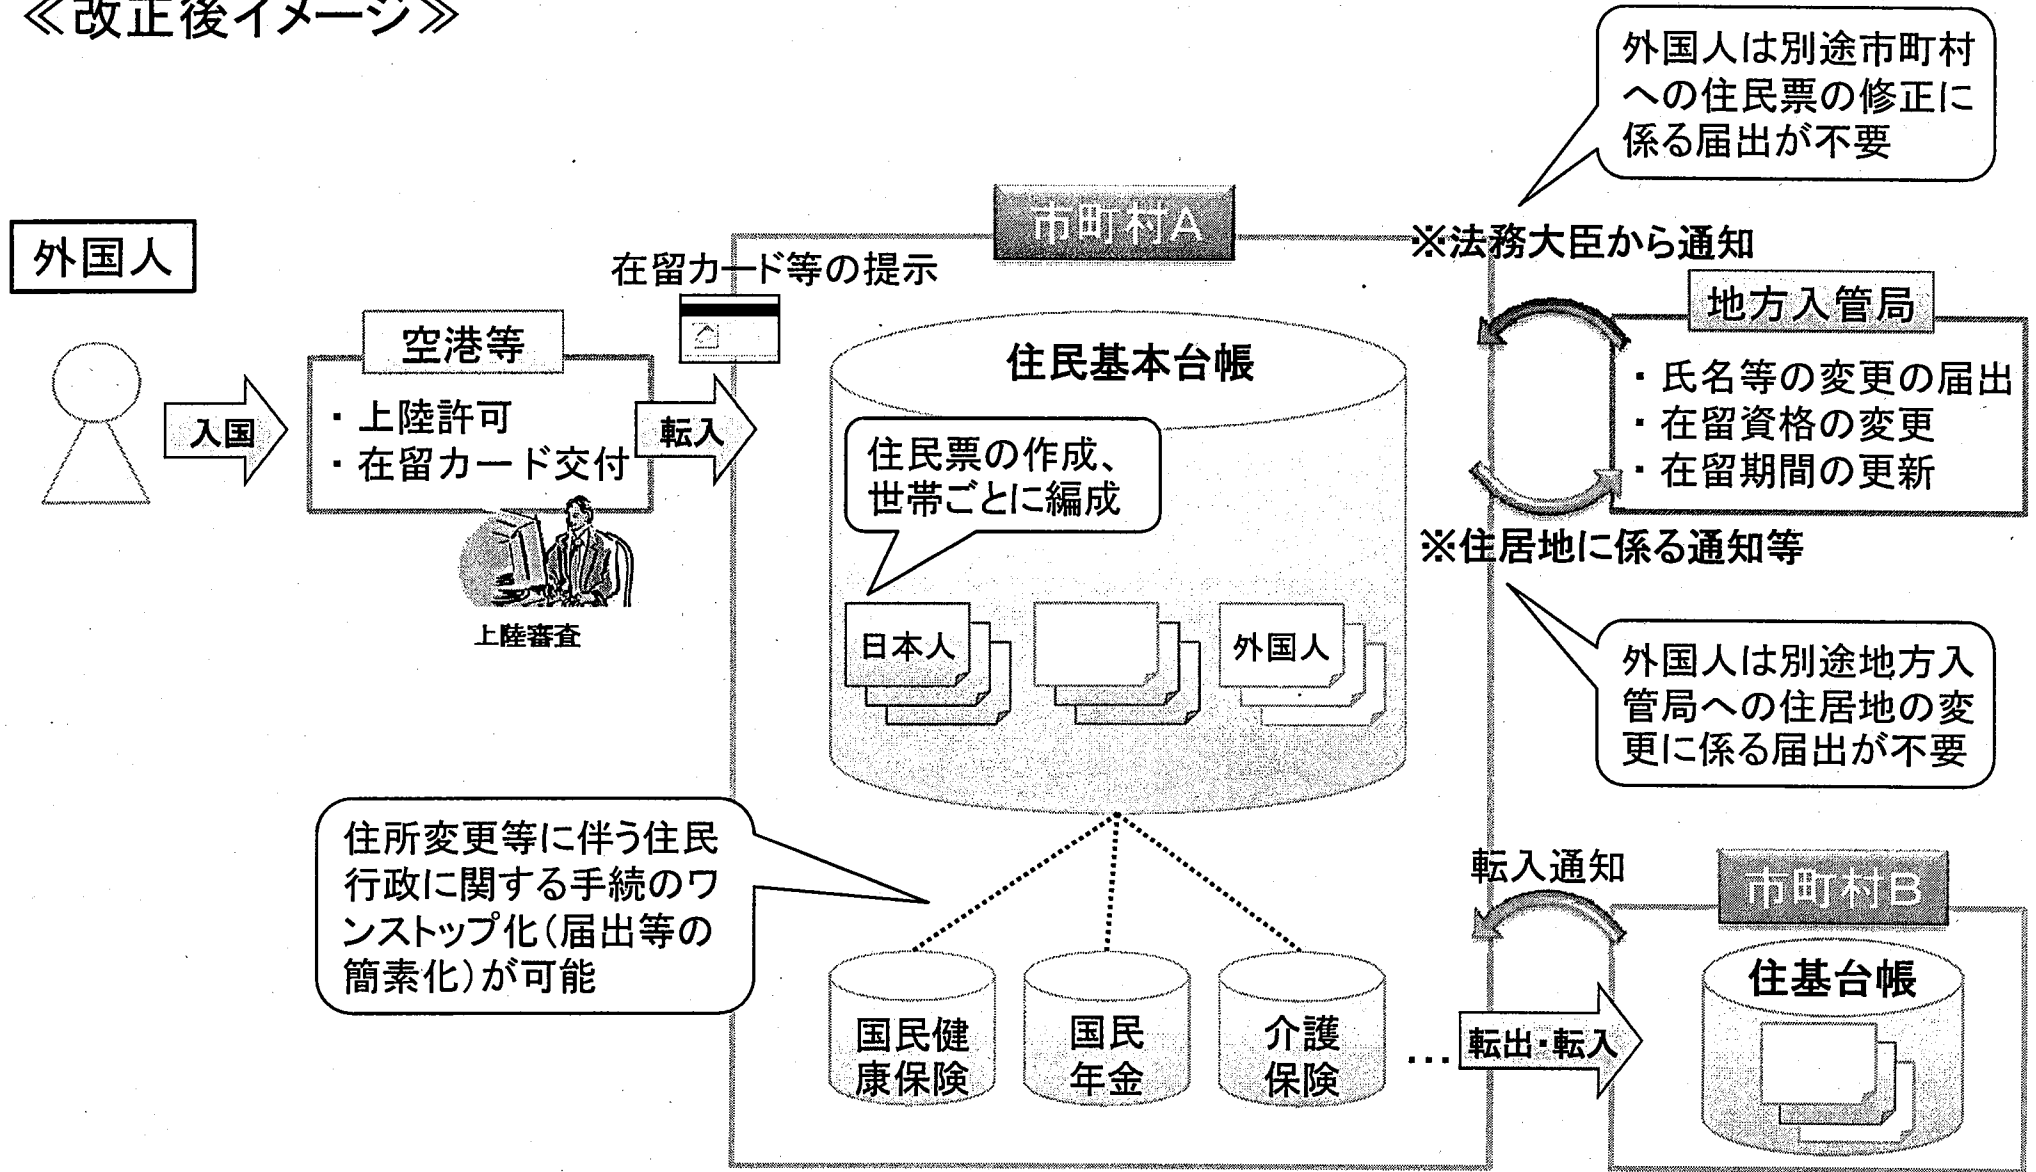 ≪改正後イメージ≫
外国人は別途市町村
への住民票の修正に
係る届出が不要
市町村A
※法務大臣から通知
外国人
在留カード等の提示
地方入管局
空港等
住民基本台帳
・氏名等の変更の届出
・在留資格の変更
・在留期間の更新
入国
・上陸許可
・在留カード交付
転入
住民票の作成、
世帯ごとに編成
※住居地に係る通知等
上陸審査
日本人
外国人
外国人は別途地方入
管局への住居地の変
更に係る届出が不要
住所変更等に伴う住民
行政に関する手続のワ
ンストップ化(届出等の
簡素化)が可能
転入通知
市町村B
住基台帳
国民健
康保険
国民
年金
介護
保険
…
転出・転入